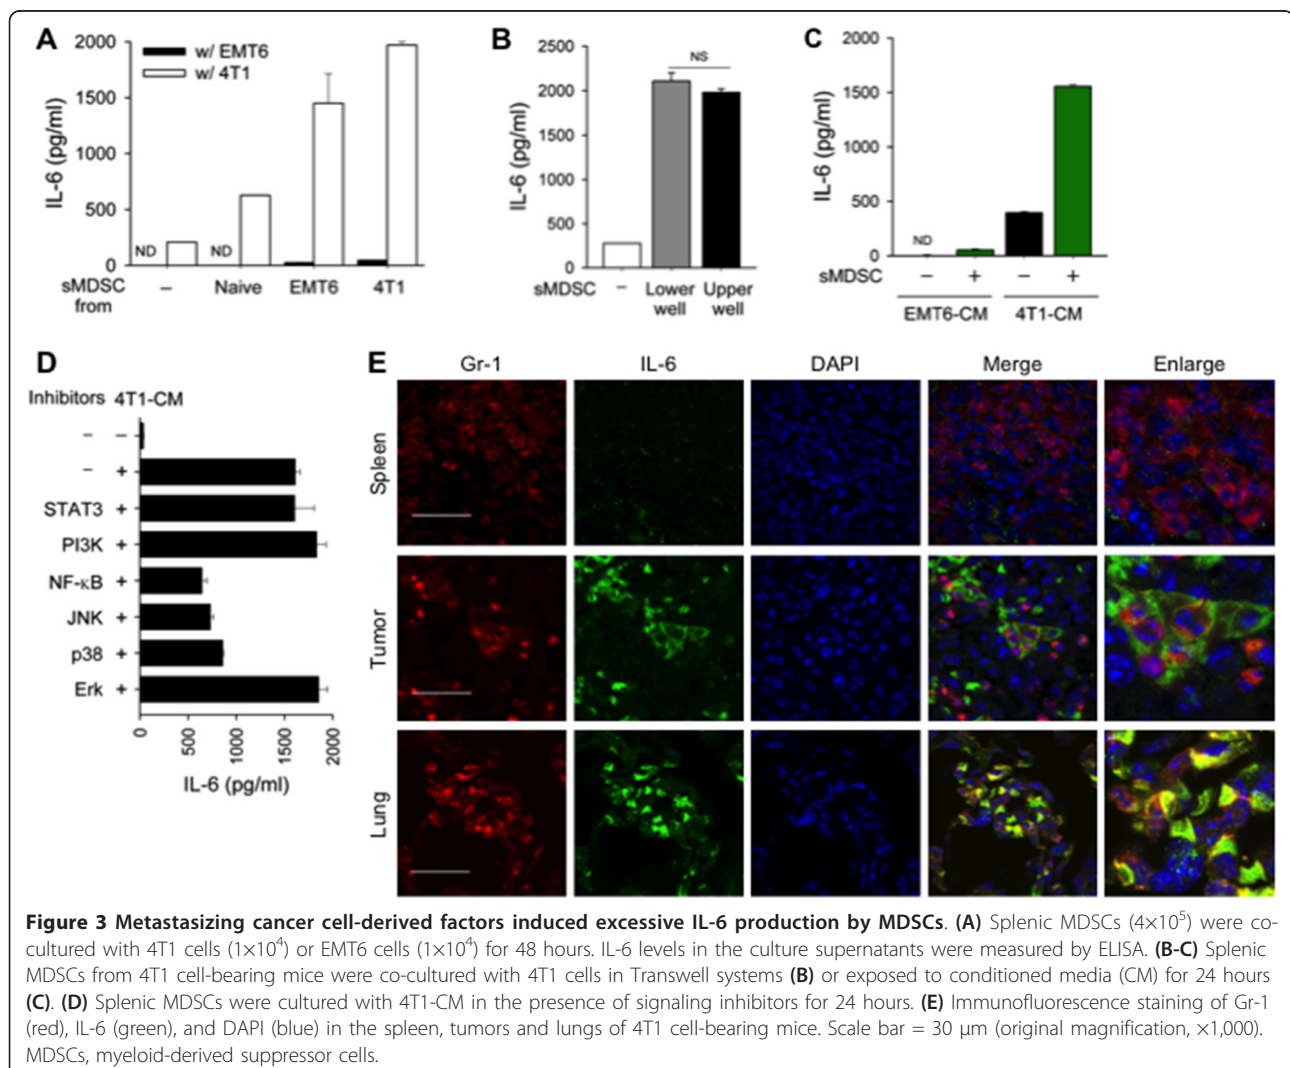 A
2000
1500
1000
500
0
IL-6 (pg/ml)
w/ EMT6
w/ 4T1
ND
ND
sMDSC from
–
Naive
EMT6
4T1
B
2500
2000
1500
1000
500
0
IL-6 (pg/ml)
NS
sMDSC
–
Lower well
Upper well
C
2000
1500
1000
500
0
IL-6 (pg/ml)
ND
sMDSC
– + – +
EMT6-CM
4T1-CM
D
Inhibitors 4T1-CM
– –
– +
STAT3 +
PI3K +
NF-κB +
JNK +
p38 +
Erk +
0 500 1000 1500 2000
IL-6 (pg/ml)
E
Gr-1 IL-6 DAPI Merge Enlarge
Spleen
Tumor
Lung
Figure 3 Metastasizing cancer cell-derived factors induced excessive IL-6 production by MDSCs. (A) Splenic MDSCs (4×10⁵) were co-
cultured with 4T1 cells (1×10⁴) or EMT6 cells (1×10⁴) for 48 hours. IL-6 levels in the culture supernatants were measured by ELISA. (B-C) Splenic
MDSCs from 4T1 cell-bearing mice were co-cultured with 4T1 cells in Transwell systems (B) or exposed to conditioned media (CM) for 24 hours
(C). (D) Splenic MDSCs were cultured with 4T1-CM in the presence of signaling inhibitors for 24 hours. (E) Immunofluorescence staining of Gr-1
(red), IL-6 (green), and DAPI (blue) in the spleen, tumors and lungs of 4T1 cell-bearing mice. Scale bar = 30 μm (original magnification, ×1,000).
MDSCs, myeloid-derived suppressor cells.